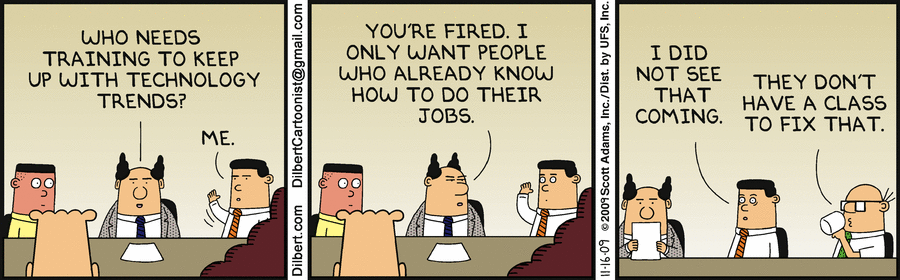 WHO NEEDS
TRAINING TO KEEP
UP WITH TECHNOLOGY
TRENDS?
ME.
Dilbert.com DilbertCartoonist@gmail.com
YOU'RE FIRED. I
ONLY WANT PEOPLE
WHO ALREADY KNOW
HOW TO DO THEIR
JOBS.
11-16-09 ©2009 Scott Adams, Inc./Dist. by UFS, Inc.
I DID
NOT SEE
THAT
COMING.
THEY DON'T
HAVE A CLASS
TO FIX THAT.